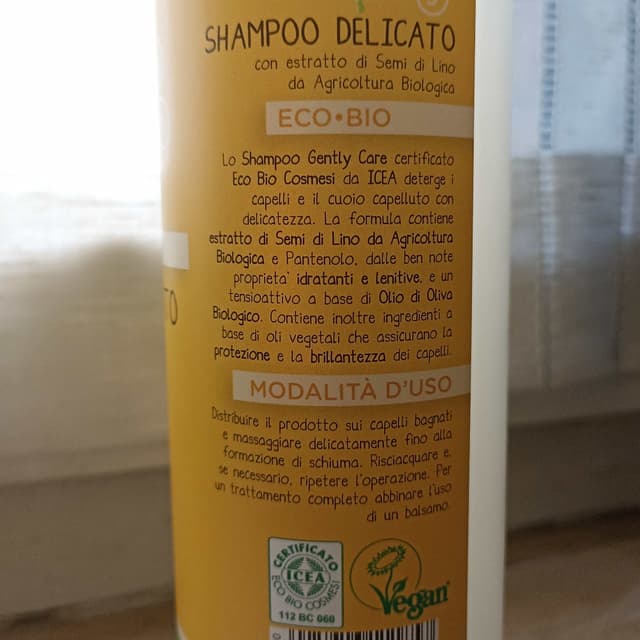 SHAMPOO DELICATO
con estratto di Semi di Lino
da Agricoltura Biologica
ECO•BIO
Lo Shampoo Gently Care certificato
Eco Bio Cosmesi da ICEA deterge i
capelli e il cuoio capelluto con
delicatezza. La formula contiene
estratto di Semi di Lino da Agricoltura
Biologica e Pantenolo, dalle ben note
proprieta' idratanti e lenitive, e un
tensioattivo a base di Olio di Oliva
Biologico. Contiene inoltre ingredienti a
base di oli vegetali che assicurano la
protezione e la brillantezza dei capelli.
MODALITÀ D'USO
Distribuire il prodotto sui capelli bagnati
e massaggiare delicatamente fino alla
formazione di schiuma. Risciacquare e,
se necessario, ripetere l'operazione. Per
un trattamento completo abbinare l'uso
di un balsamo.
CERTIFICATO
ICEA
ECO BIO COSMESI
112 BC 060
Vegan